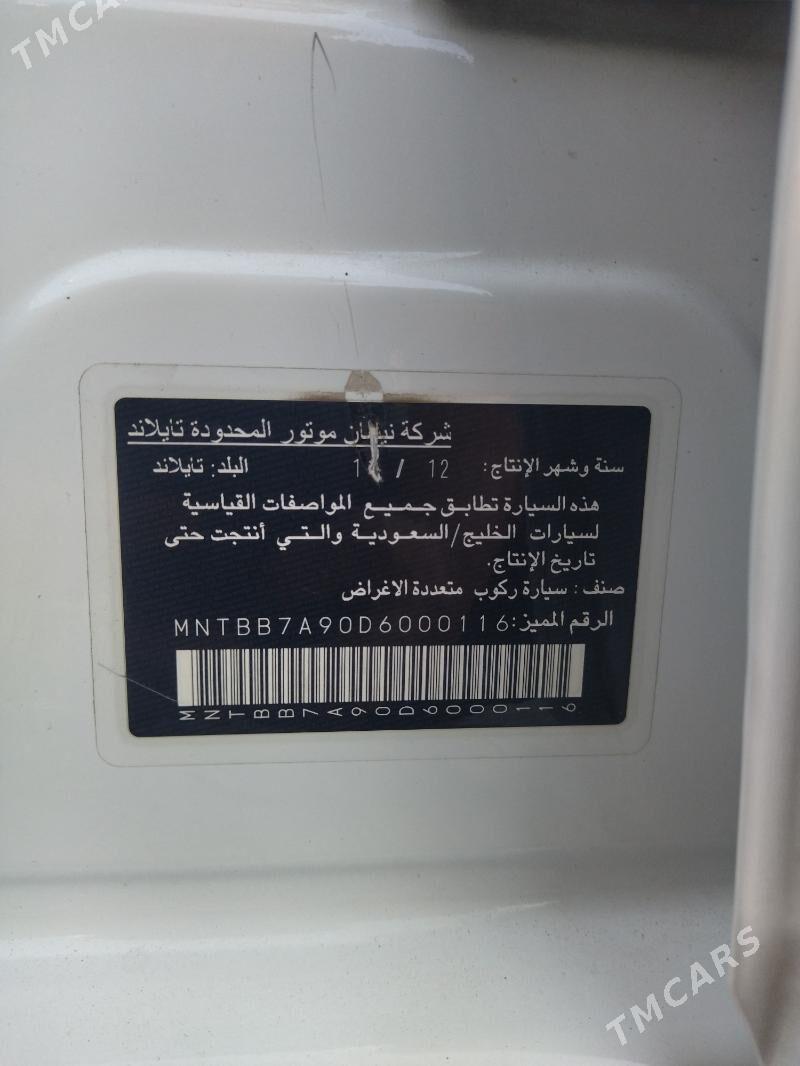 TMCARS
شركة نيسان موتور المحدودة تايلاند
سنة وشهر الإنتاج: 12 / البلد: تايلاند
هذه السيارة تطابق جميع المواصفات القياسية
لسيارات الخليج/السعودية والتي أنتجت حتى
تاريخ الإنتاج.
صنف: سيارة ركوب متعددة الاغراض
الرقم المميز: MNTBB7A90D6000116
MNTBB7A90D6000116
TMCARS